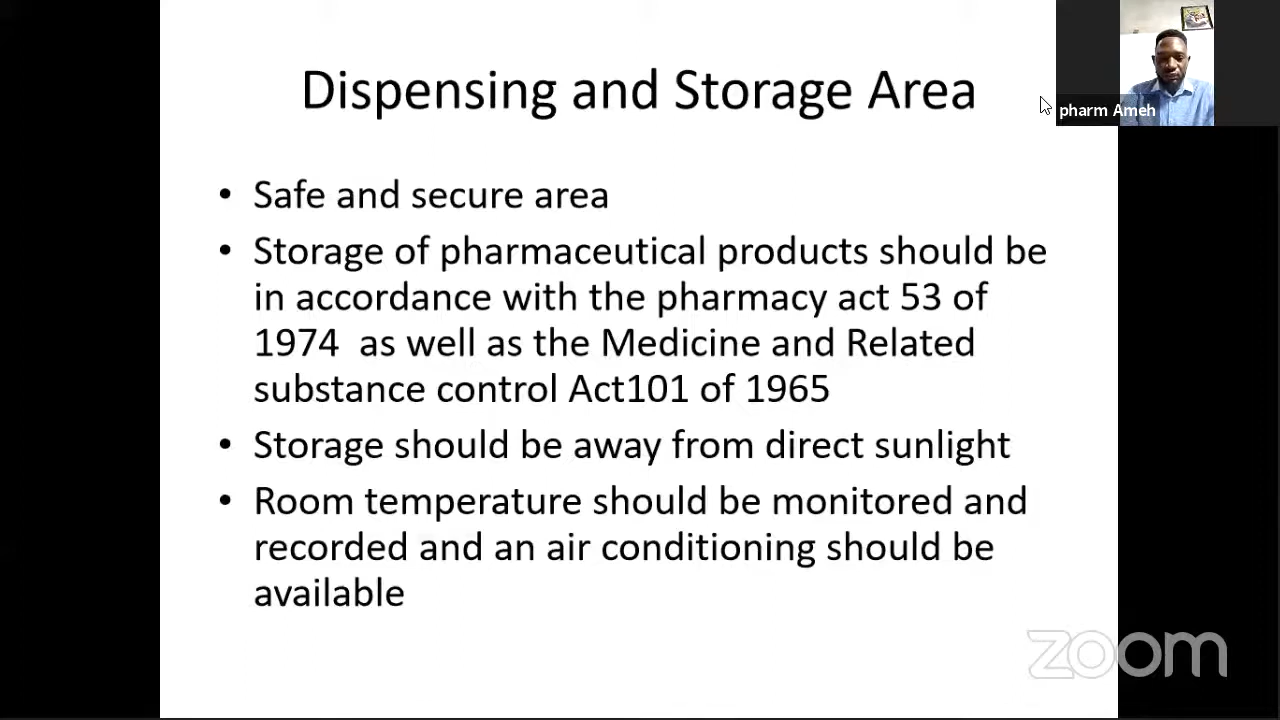 Dispensing and Storage Area
pharm Ameh
• Safe and secure area
• Storage of pharmaceutical products should be
in accordance with the pharmacy act 53 of
1974  as well as the Medicine and Related
substance control Act101 of 1965
• Storage should be away from direct sunlight
• Room temperature should be monitored and
recorded and an air conditioning should be
available
zoom